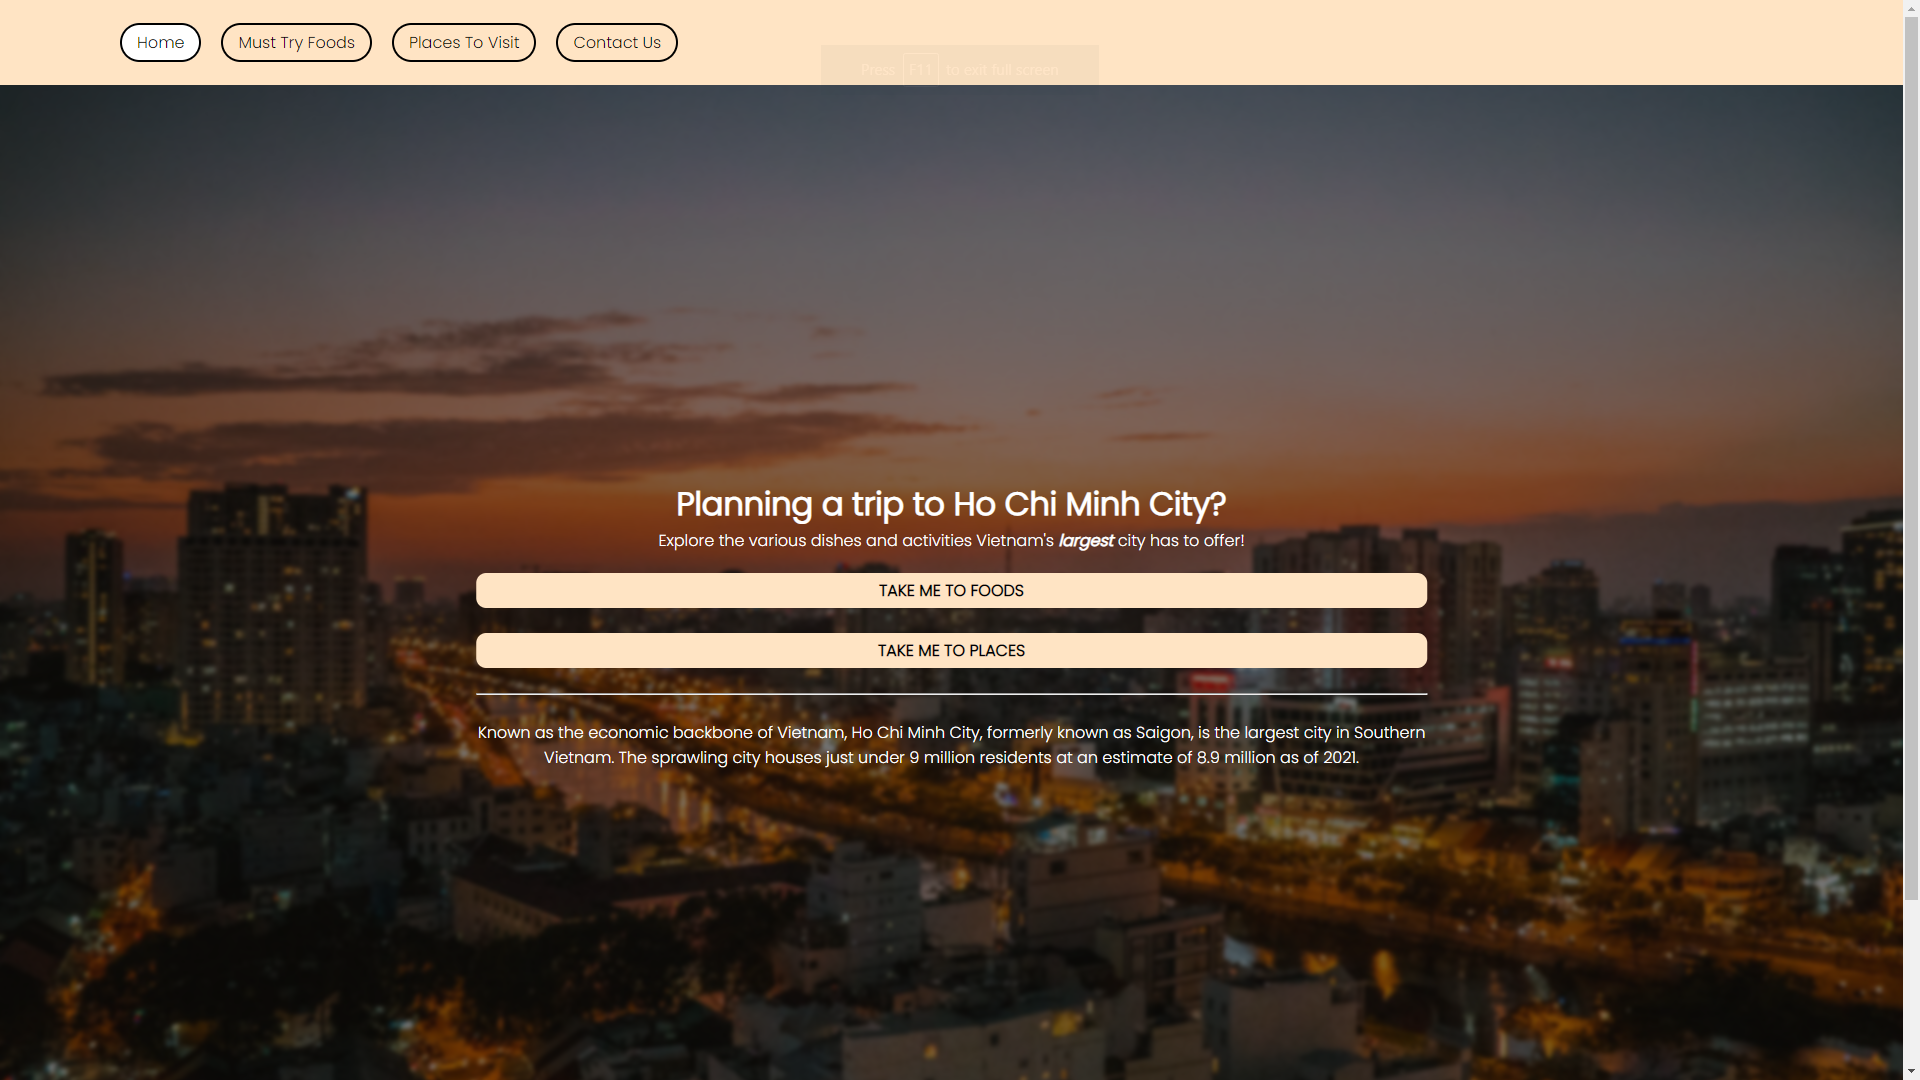 Home
Must Try Foods
Places To Visit
Contact Us
Press F11 to exit full screen
Planning a trip to Ho Chi Minh City?
Explore the various dishes and activities Vietnam's largest city has to offer!
TAKE ME TO FOODS
TAKE ME TO PLACES
Known as the economic backbone of Vietnam, Ho Chi Minh City, formerly known as Saigon, is the largest city in Southern
Vietnam. The sprawling city houses just under 9 million residents at an estimate of 8.9 million as of 2021.